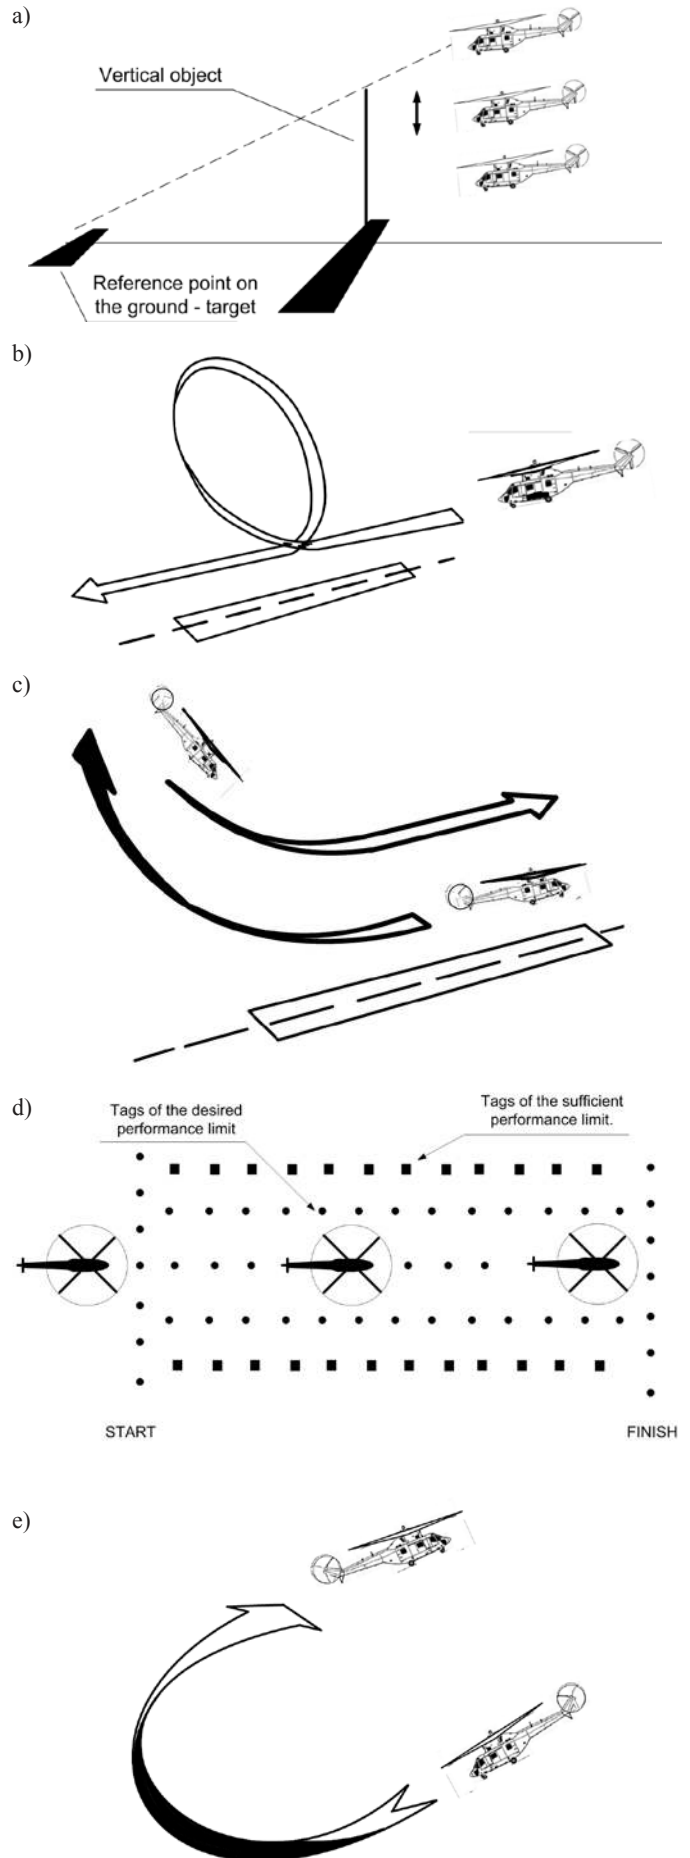 a)
Vertical object
Reference point on
the ground - target
b)
c)
d)
Tags of the desired
performance limit
Tags of the sufficient
performance limit.
START
FINISH
e)